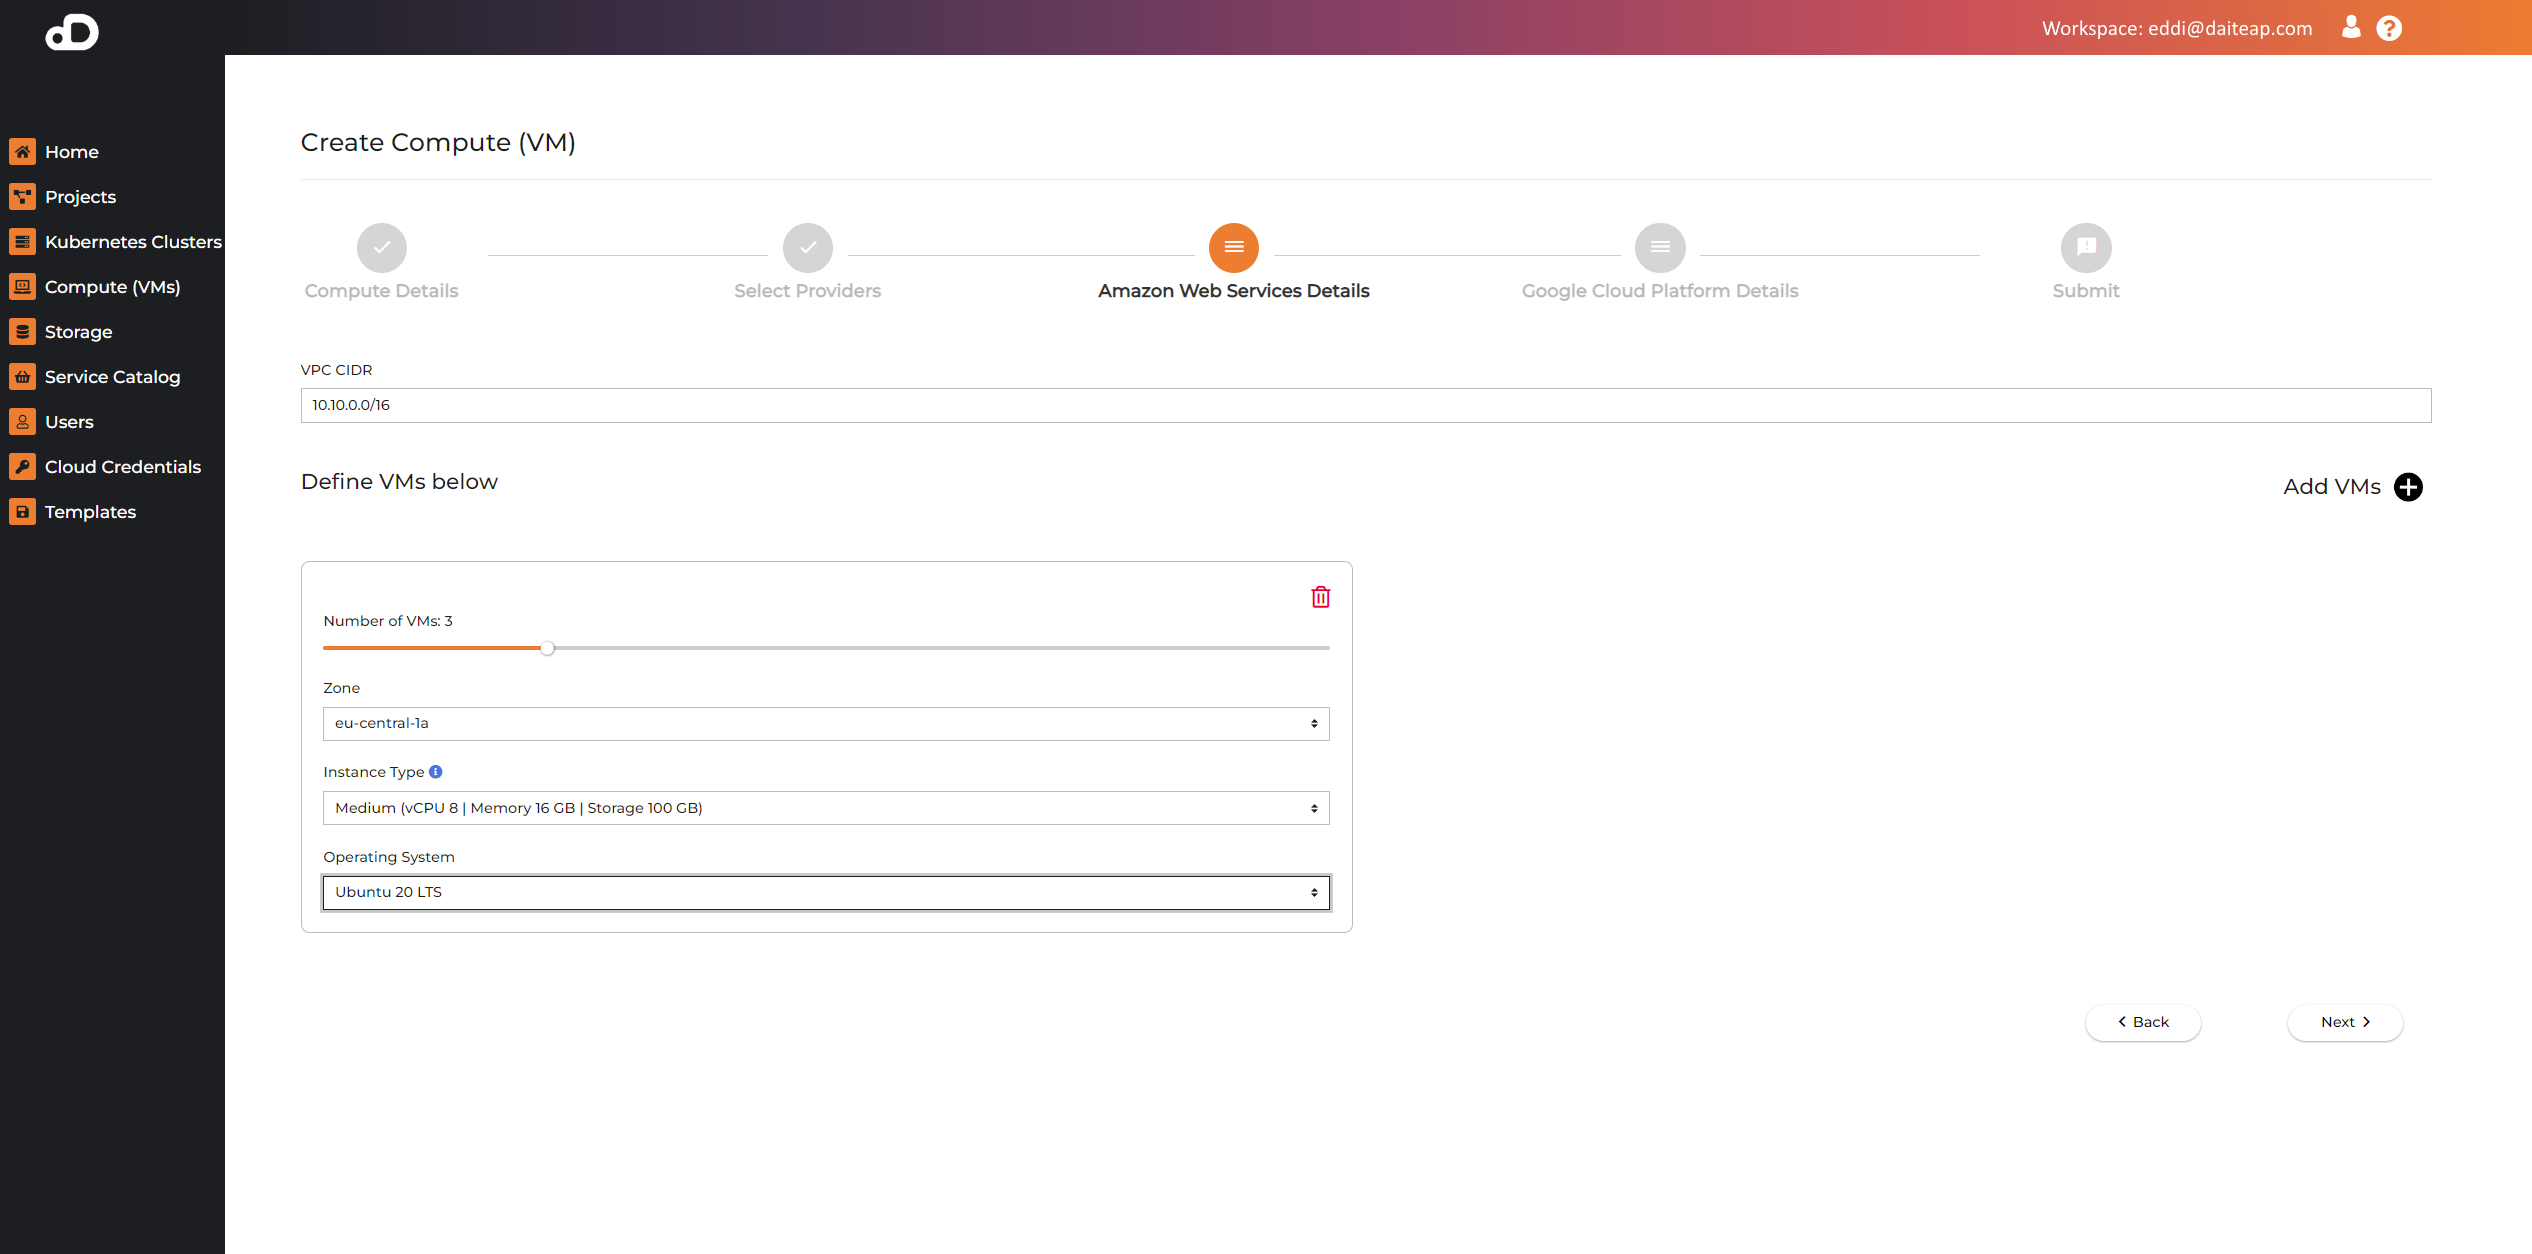 Workspace: eddi@daiteap.com
Home
Projects
Kubernetes Clusters
Compute (VMs)
Storage
Service Catalog
Users
Cloud Credentials
Templates
Create Compute (VM)
Compute Details
Select Providers
Amazon Web Services Details
Google Cloud Platform Details
Submit
VPC CIDR
10.10.0.0/16
Define VMs below
Add VMs
Number of VMs: 3
Zone
eu-central-1a
Instance Type
Medium (vCPU 8 | Memory 16 GB | Storage 100 GB)
Operating System
Ubuntu 20 LTS
Back
Next